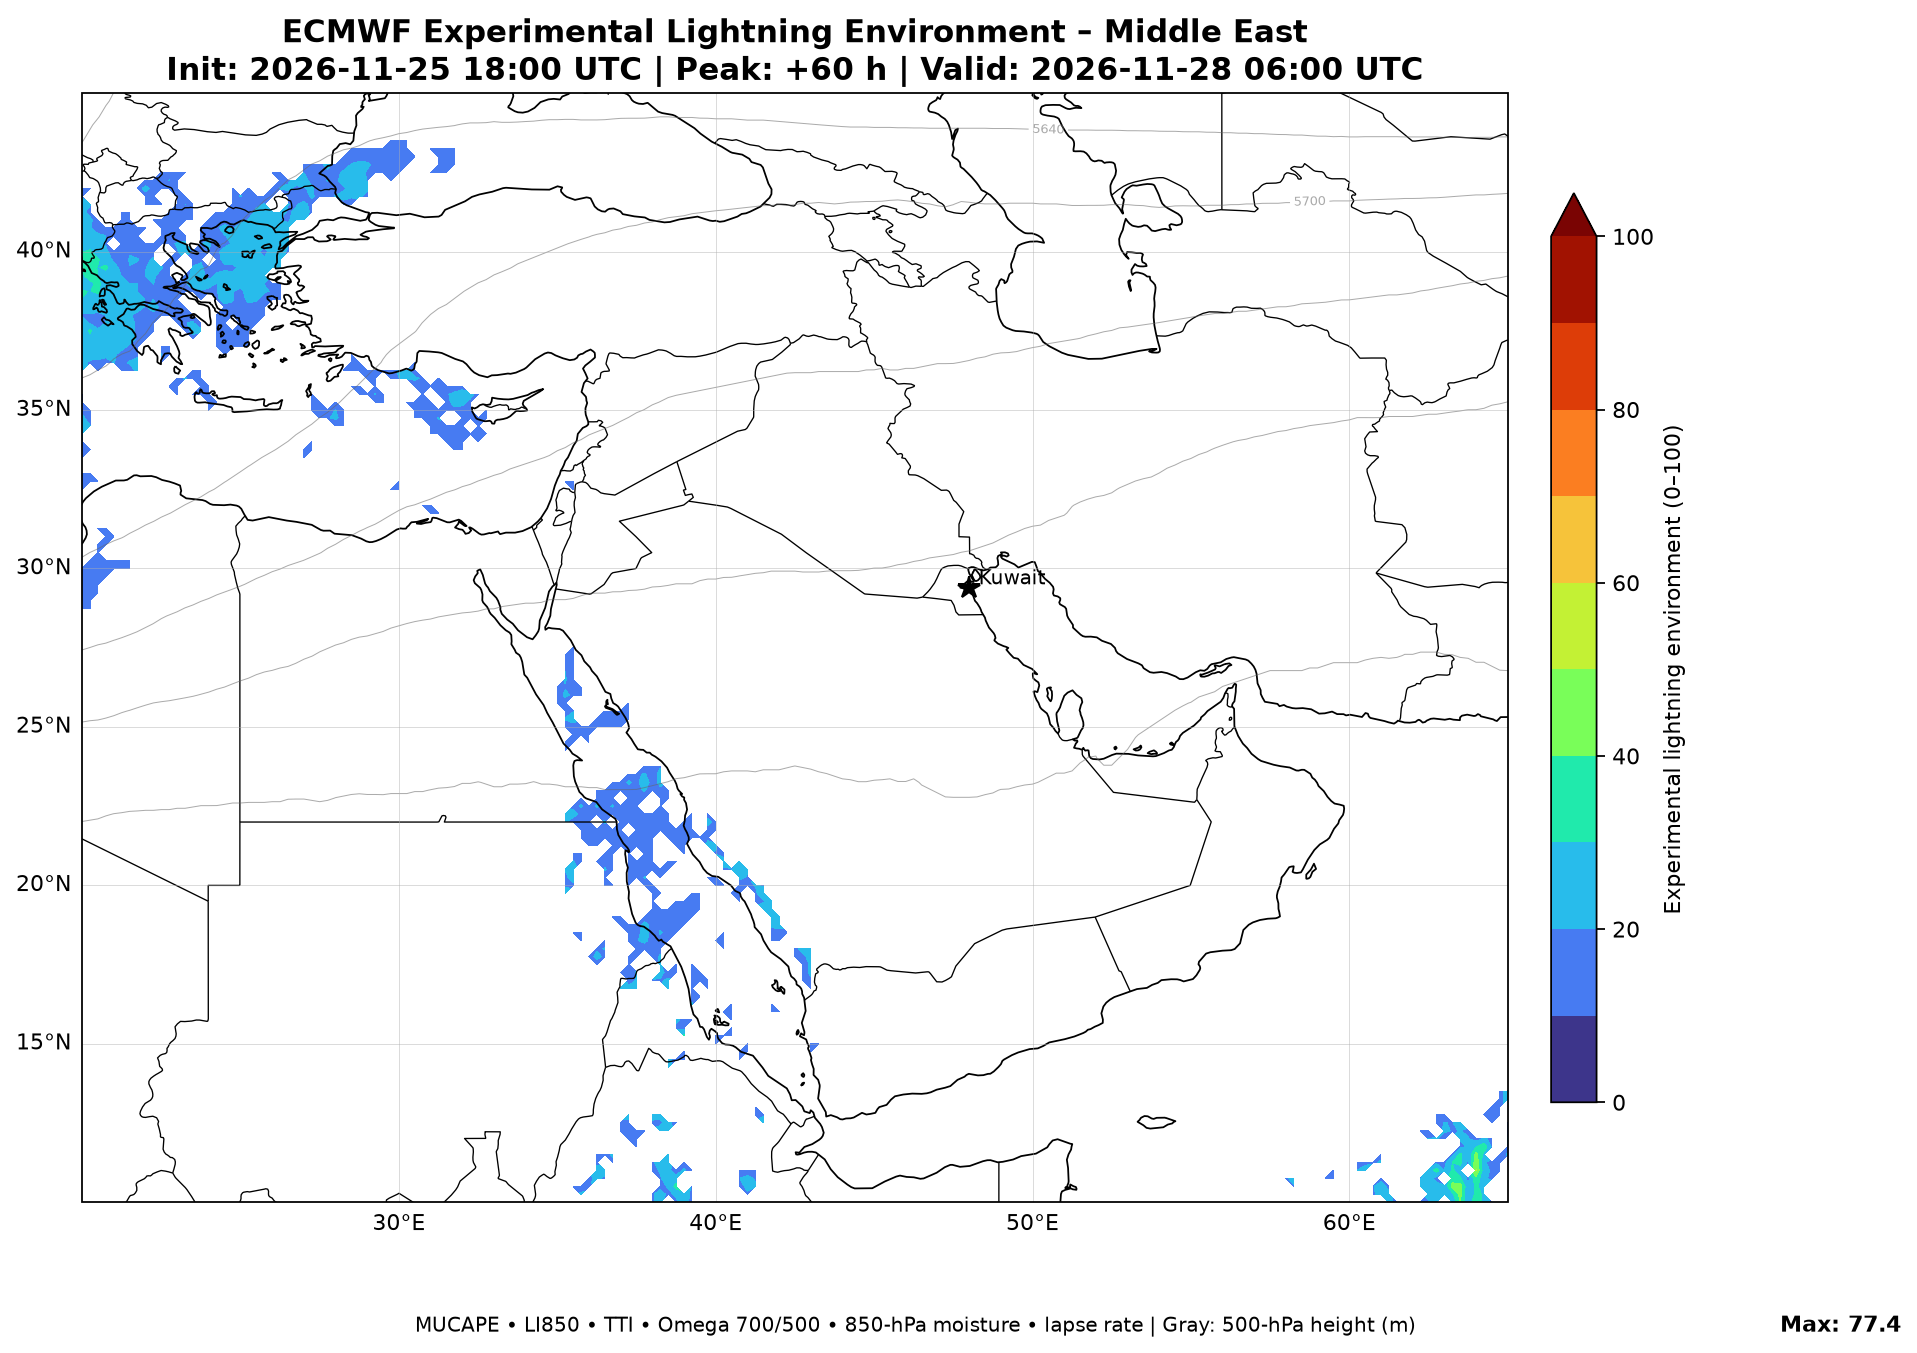 ECMWF Experimental Lightning Environment – Middle East
Init: 2026-11-25 18:00 UTC | Peak: +60 h | Valid: 2026-11-28 06:00 UTC
5640
5700
40°N
35°N
30°N
25°N
20°N
15°N
Kuwait
30°E
40°E
50°E
60°E
100
80
60
40
20
0
Experimental lightning environment (0–100)
MUCAPE • LI850 • TTI • Omega 700/500 • 850-hPa moisture • lapse rate | Gray: 500-hPa height (m)
Max: 77.4